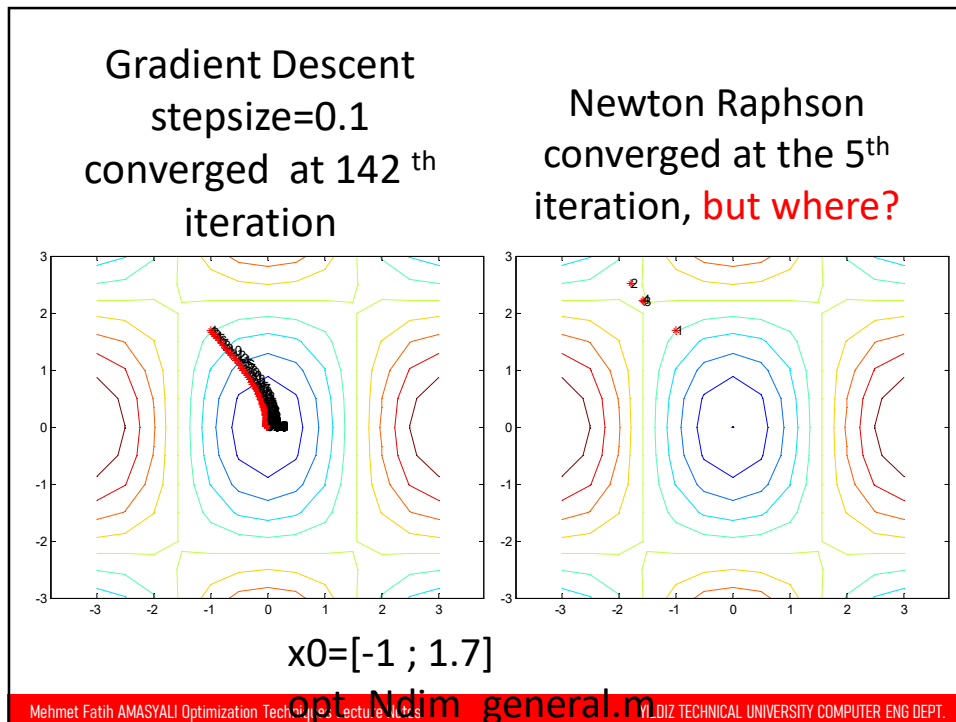 Gradient Descent
stepsize=0.1
converged at 142 th
iteration
Newton Raphson
converged at the 5th
iteration, but where?
3
2
1
0
-1
-2
-3
-3 -2 -1 0 1 2 3
3
2
1
0
-1
-2
-3
2
1
-3 -2 -1 0 1 2 3
x0=[-1 ; 1.7]
opt_Ndim_general.m
Mehmet Fatih AMASYALI Optimization Techniques Lecture Notes
YILDIZ TECHNICAL UNIVERSITY COMPUTER ENG DEPT.